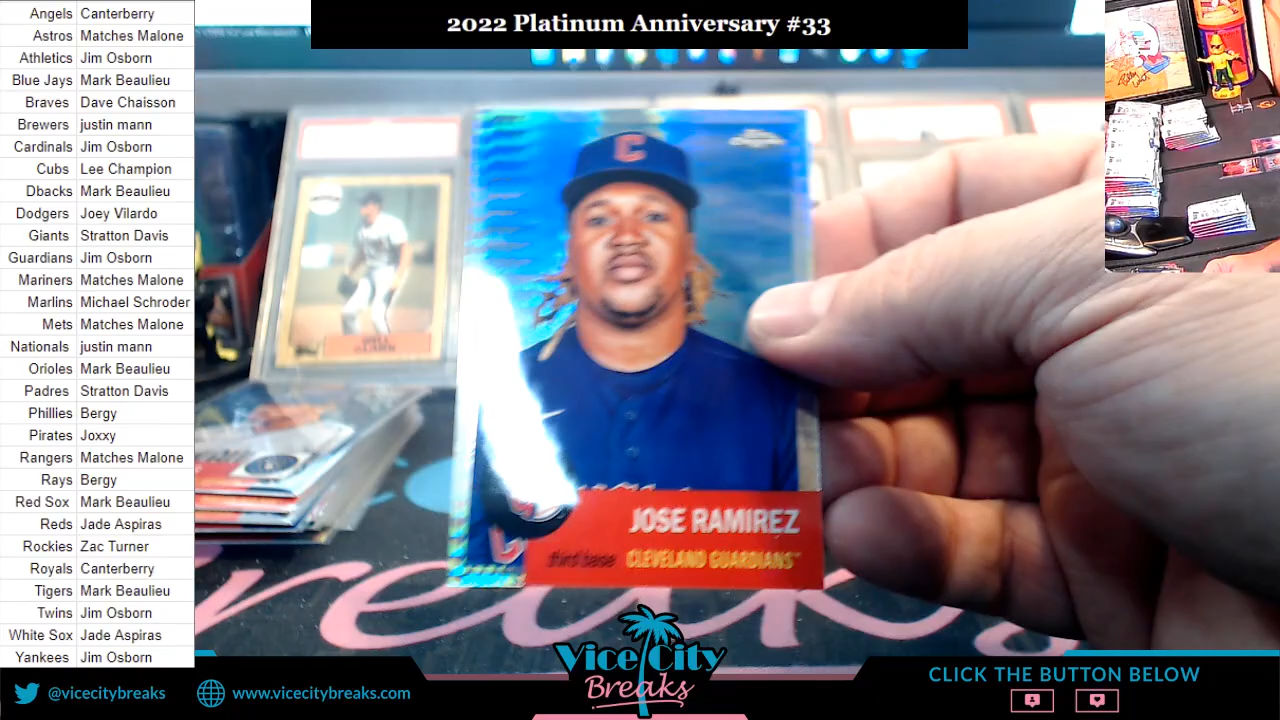 2022 Platinum Anniversary #33
Angels Canterberry
Astros Matches Malone
Athletics Jim Osborn
Blue Jays Mark Beaulieu
Braves Dave Chaisson
Brewers justin mann
Cardinals Jim Osborn
Cubs Lee Champion
Dbacks Mark Beaulieu
Dodgers Joey Vilardo
Giants Stratton Davis
Guardians Jim Osborn
Mariners Matches Malone
Marlins Michael Schroder
Mets Matches Malone
Nationals justin mann
Orioles Mark Beaulieu
Padres Stratton Davis
Phillies Bergy
Pirates Joxxy
Rangers Matches Malone
Rays Bergy
Red Sox Mark Beaulieu
Reds Jade Aspiras
Rockies Zac Turner
Royals Canterberry
Tigers Mark Beaulieu
Twins Jim Osborn
White Sox Jade Aspiras
Yankees Jim Osborn
C
JOSE RAMIREZ
third base CLEVELAND GUARDIANS™
@vicecitybreaks
www.vicecitybreaks.com
Vice City
Breaks
CLICK THE BUTTON BELOW